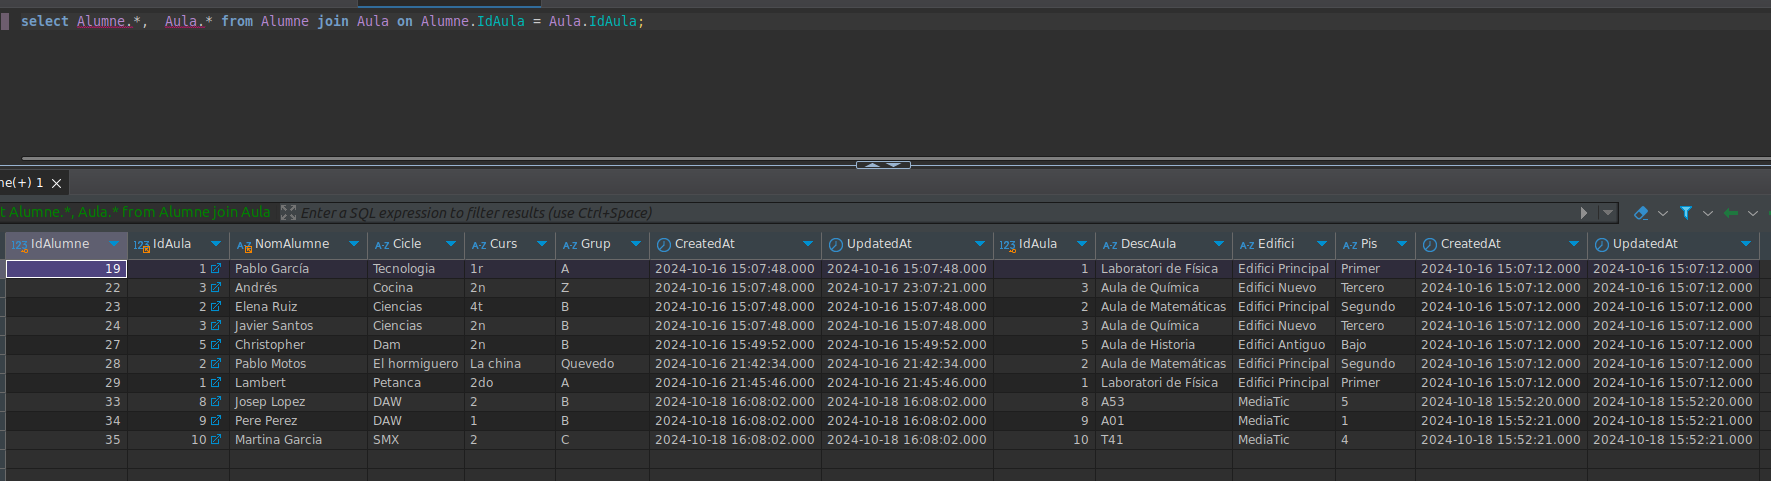 select Alumne.*,  Aula.* from Alumne join Aula on Alumne.IdAula = Aula.IdAula;
ne(+) 1
t Alumne.*, Aula.* from Alumne join Aula Enter a SQL expression to filter results (use Ctrl+Space)
123 IdAlumne 123 IdAula A-Z NomAlumne A-Z Cicle A-Z Curs A-Z Grup CreatedAt UpdatedAt 123 IdAula A-Z DescAula A-Z Edifici A-Z Pis CreatedAt UpdatedAt
19 1 Pablo García Tecnologia 1r A 2024-10-16 15:07:48.000 2024-10-16 15:07:48.000 1 Laboratori de Física Edifici Principal Primer 2024-10-16 15:07:12.000 2024-10-16 15:07:12.000
22 3 Andrés Cocina 2n Z 2024-10-16 15:07:48.000 2024-10-17 23:07:21.000 3 Aula de Química Edifici Nuevo Tercero 2024-10-16 15:07:12.000 2024-10-16 15:07:12.000
23 2 Elena Ruiz Ciencias 4t B 2024-10-16 15:07:48.000 2024-10-16 15:07:48.000 2 Aula de Matemáticas Edifici Principal Segundo 2024-10-16 15:07:12.000 2024-10-16 15:07:12.000
24 3 Javier Santos Ciencias 2n B 2024-10-16 15:07:48.000 2024-10-16 15:07:48.000 3 Aula de Química Edifici Nuevo Tercero 2024-10-16 15:07:12.000 2024-10-16 15:07:12.000
27 5 Christopher Dam 2n B 2024-10-16 15:49:52.000 2024-10-16 15:49:52.000 5 Aula de Historia Edifici Antiguo Bajo 2024-10-16 15:07:12.000 2024-10-16 15:07:12.000
28 2 Pablo Motos El hormiguero La china Quevedo 2024-10-16 21:42:34.000 2024-10-16 21:42:34.000 2 Aula de Matemáticas Edifici Principal Segundo 2024-10-16 15:07:12.000 2024-10-16 15:07:12.000
29 1 Lambert Petanca 2do A 2024-10-16 21:45:46.000 2024-10-16 21:45:46.000 1 Laboratori de Física Edifici Principal Primer 2024-10-16 15:07:12.000 2024-10-16 15:07:12.000
33 8 Josep Lopez DAW 2 B 2024-10-18 16:08:02.000 2024-10-18 16:08:02.000 8 A53 MediaTic 5 2024-10-18 15:52:20.000 2024-10-18 15:52:20.000
34 9 Pere Perez DAW 1 B 2024-10-18 16:08:02.000 2024-10-18 16:08:02.000 9 A01 MediaTic 1 2024-10-18 15:52:21.000 2024-10-18 15:52:21.000
35 10 Martina Garcia SMX 2 C 2024-10-18 16:08:02.000 2024-10-18 16:08:02.000 10 T41 MediaTic 4 2024-10-18 15:52:21.000 2024-10-18 15:52:21.000